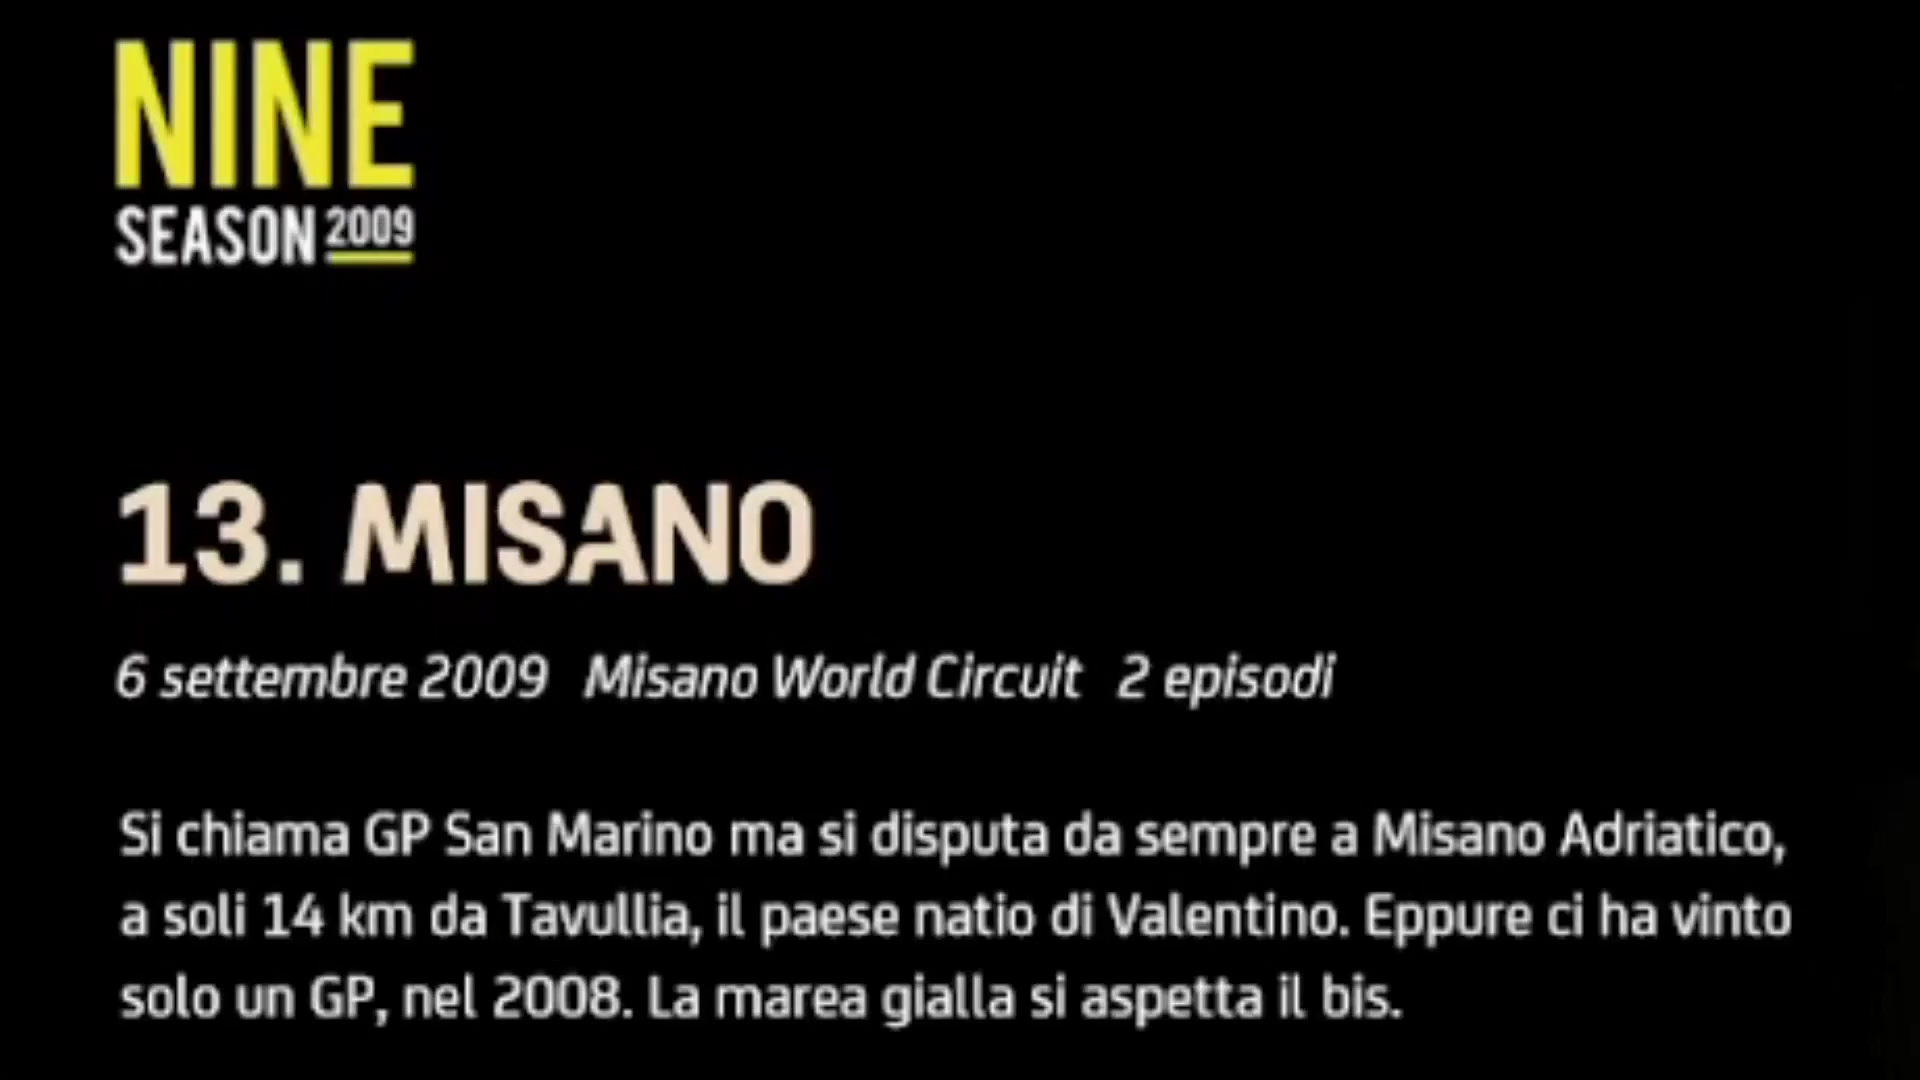 NINE
SEASON 2009
13. MISANO
6 settembre 2009 Misano World Circuit 2 episodi
Si chiama GP San Marino ma si disputa da sempre a Misano Adriatico,
a soli 14 km da Tavullia, il paese natio di Valentino. Eppure ci ha vinto
solo un GP, nel 2008. La marea gialla si aspetta il bis.